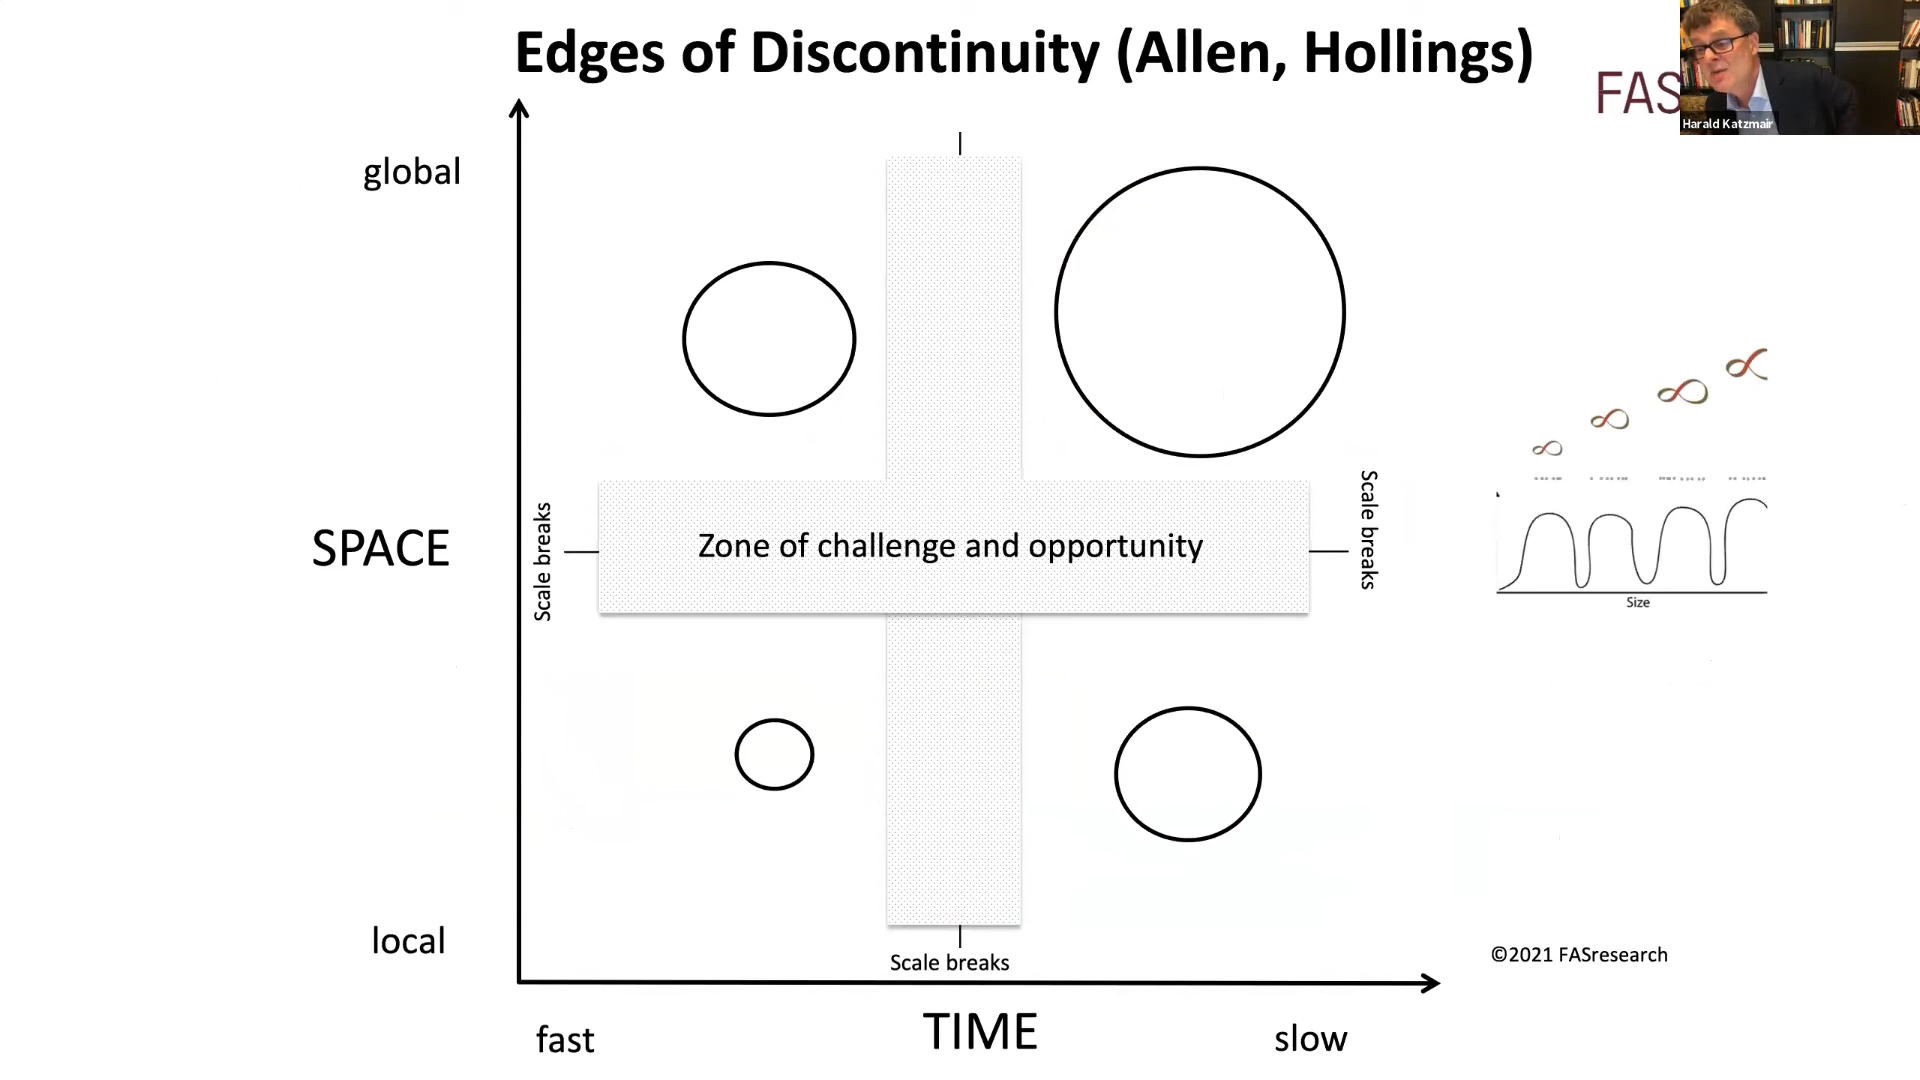 Edges of Discontinuity (Allen, Hollings)
FAS
Harald Katzmair
global
SPACE
local
Scale breaks
Zone of challenge and opportunity
Scale breaks
Scale breaks
Size
©2021 FASresearch
fast
TIME
slow